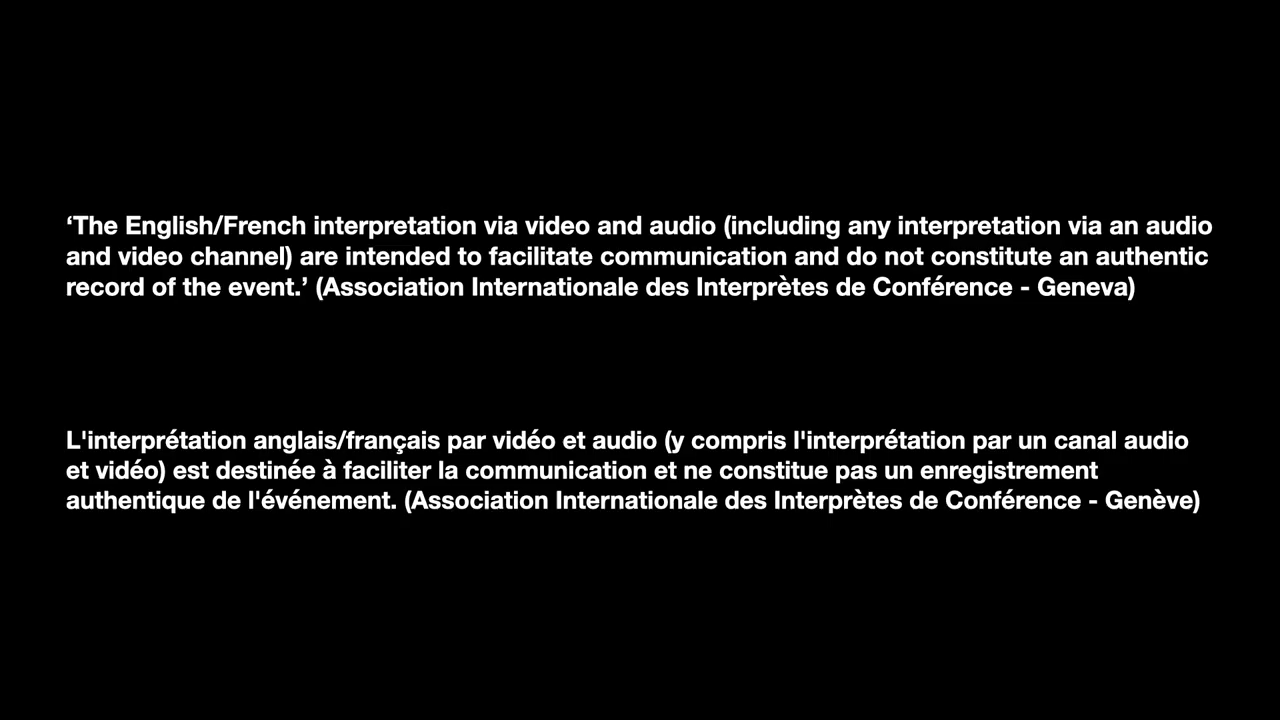 ‘The English/French interpretation via video and audio (including any interpretation via an audio
and video channel) are intended to facilitate communication and do not constitute an authentic
record of the event.’ (Association Internationale des Interprètes de Conférence - Geneva)
L'interprétation anglais/français par vidéo et audio (y compris l'interprétation par un canal audio
et vidéo) est destinée à faciliter la communication et ne constitue pas un enregistrement
authentique de l'événement. (Association Internationale des Interprètes de Conférence - Genève)